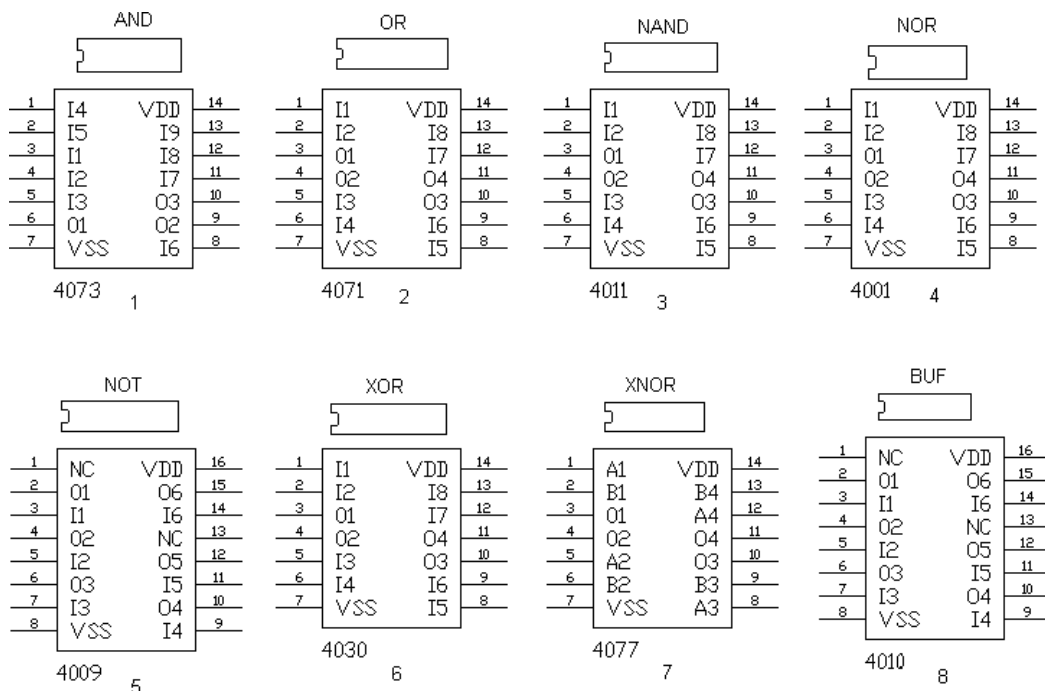 AND OR NAND NOR
1 I4 VDD 14 1 I1 VDD 14 1 I1 VDD 14 1 I1 VDD 14
2 I5 I9 13 2 I2 I8 13 2 I2 I8 13 2 I2 I8 13
3 I1 I8 12 3 O1 I7 12 3 O1 I7 12 3 O1 I7 12
4 I2 I7 11 4 O2 O4 11 4 O2 O4 11 4 O2 O4 11
5 I3 O3 10 5 I3 O3 10 5 I3 O3 10 5 I3 O3 10
6 O1 O2 9 6 I4 I6 9 6 I4 I6 9 6 I4 I6 9
7 VSS I6 8 7 VSS I5 8 7 VSS I5 8 7 VSS I5 8
4073 4071 4011 4001
1 2 3 4
NOT XOR XNOR BUF
1 NC VDD 16 1 I1 VDD 14 1 A1 VDD 14 1 NC VDD 16
2 O1 O6 15 2 I2 I8 13 2 B1 B4 13 2 O1 O6 15
3 I1 I6 14 3 O1 I7 12 3 O1 A4 12 3 I1 I6 14
4 O2 NC 13 4 O2 O4 11 4 O2 O4 11 4 O2 NC 13
5 I2 O5 12 5 I3 O3 10 5 A2 O3 10 5 I2 O5 12
6 O3 I5 11 6 I4 I6 9 6 B2 B3 9 6 O3 I5 11
7 I3 O4 10 7 VSS I5 8 7 VSS A3 8 7 I3 O4 10
8 VSS I4 9 8 VSS I4 9
4009 4030 4077 4010
5 6 7 8